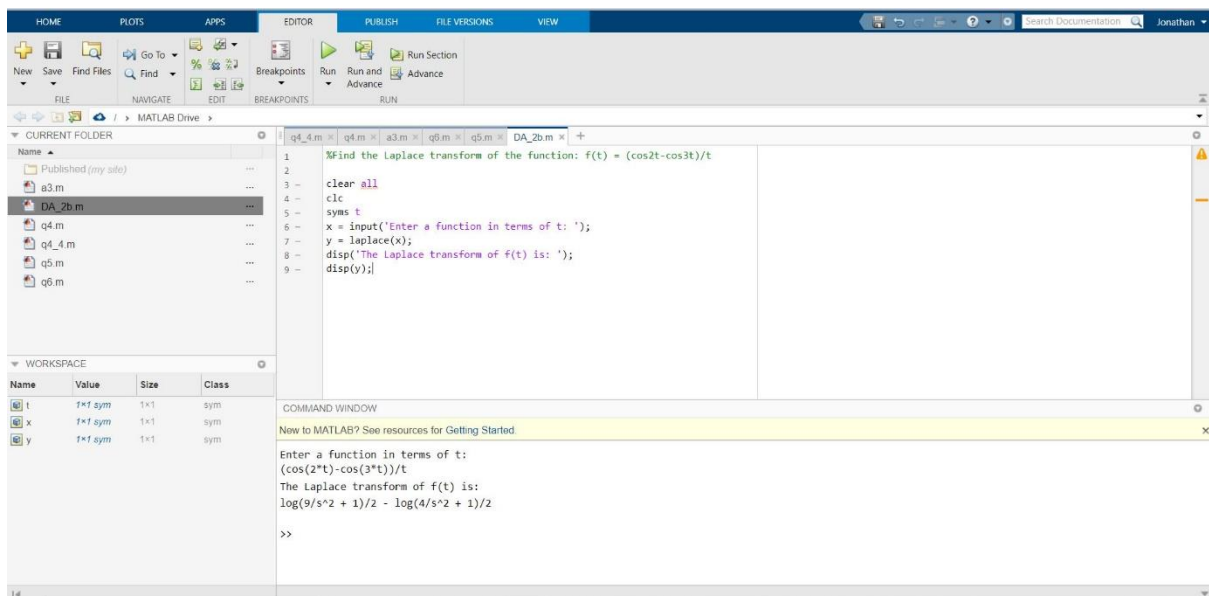 HOME PLOTS APPS EDITOR PUBLISH FILE VERSIONS VIEW Search Documentation Jonathan
New Save Find Files Go To Find Breakpoints Run Run and Advance Run Section Advance
FILE NAVIGATE EDIT BREAKPOINTS RUN
/ > MATLAB Drive >
CURRENT FOLDER
Name
Published (my site)
a3.m
DA_2b.m
q4.m
q4_4.m
q5.m
q6.m
WORKSPACE
Name Value Size Class
t 1×1 sym 1×1 sym
x 1×1 sym 1×1 sym
y 1×1 sym 1×1 sym
q4_4.m × q4.m × a3.m × q6.m × q5.m × DA_2b.m × +
1 %Find the Laplace transform of the function: f(t) = (cos2t-cos3t)/t
2
3 - clear all
4 - clc
5 - syms t
6 - x = input('Enter a function in terms of t: ');
7 - y = laplace(x);
8 - disp('The Laplace transform of f(t) is: ');
9 - disp(y);
COMMAND WINDOW
New to MATLAB? See resources for Getting Started.
Enter a function in terms of t:
(cos(2*t)-cos(3*t))/t
The Laplace transform of f(t) is:
log(9/s^2 + 1)/2 - log(4/s^2 + 1)/2
>>